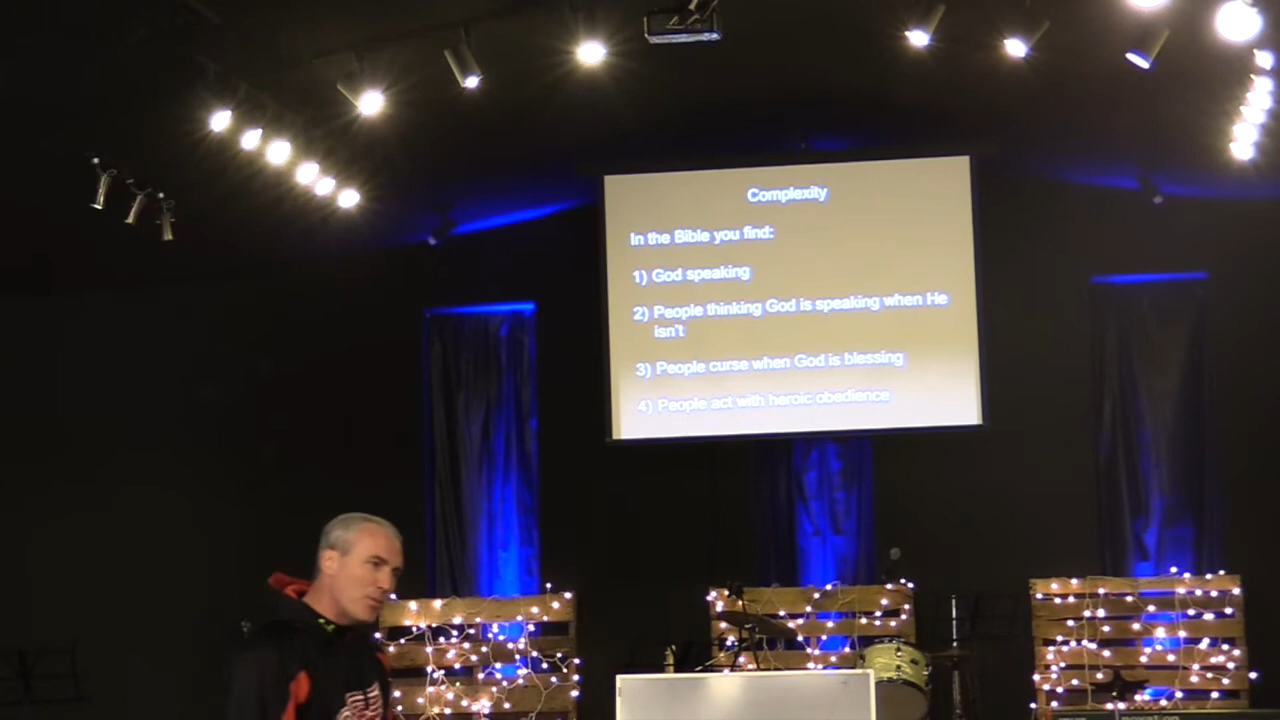 Complexity
In the Bible you find:
1) God speaking
2) People thinking God is speaking when He
isn't
3) People curse when God is blessing
4) People act with heroic obedience